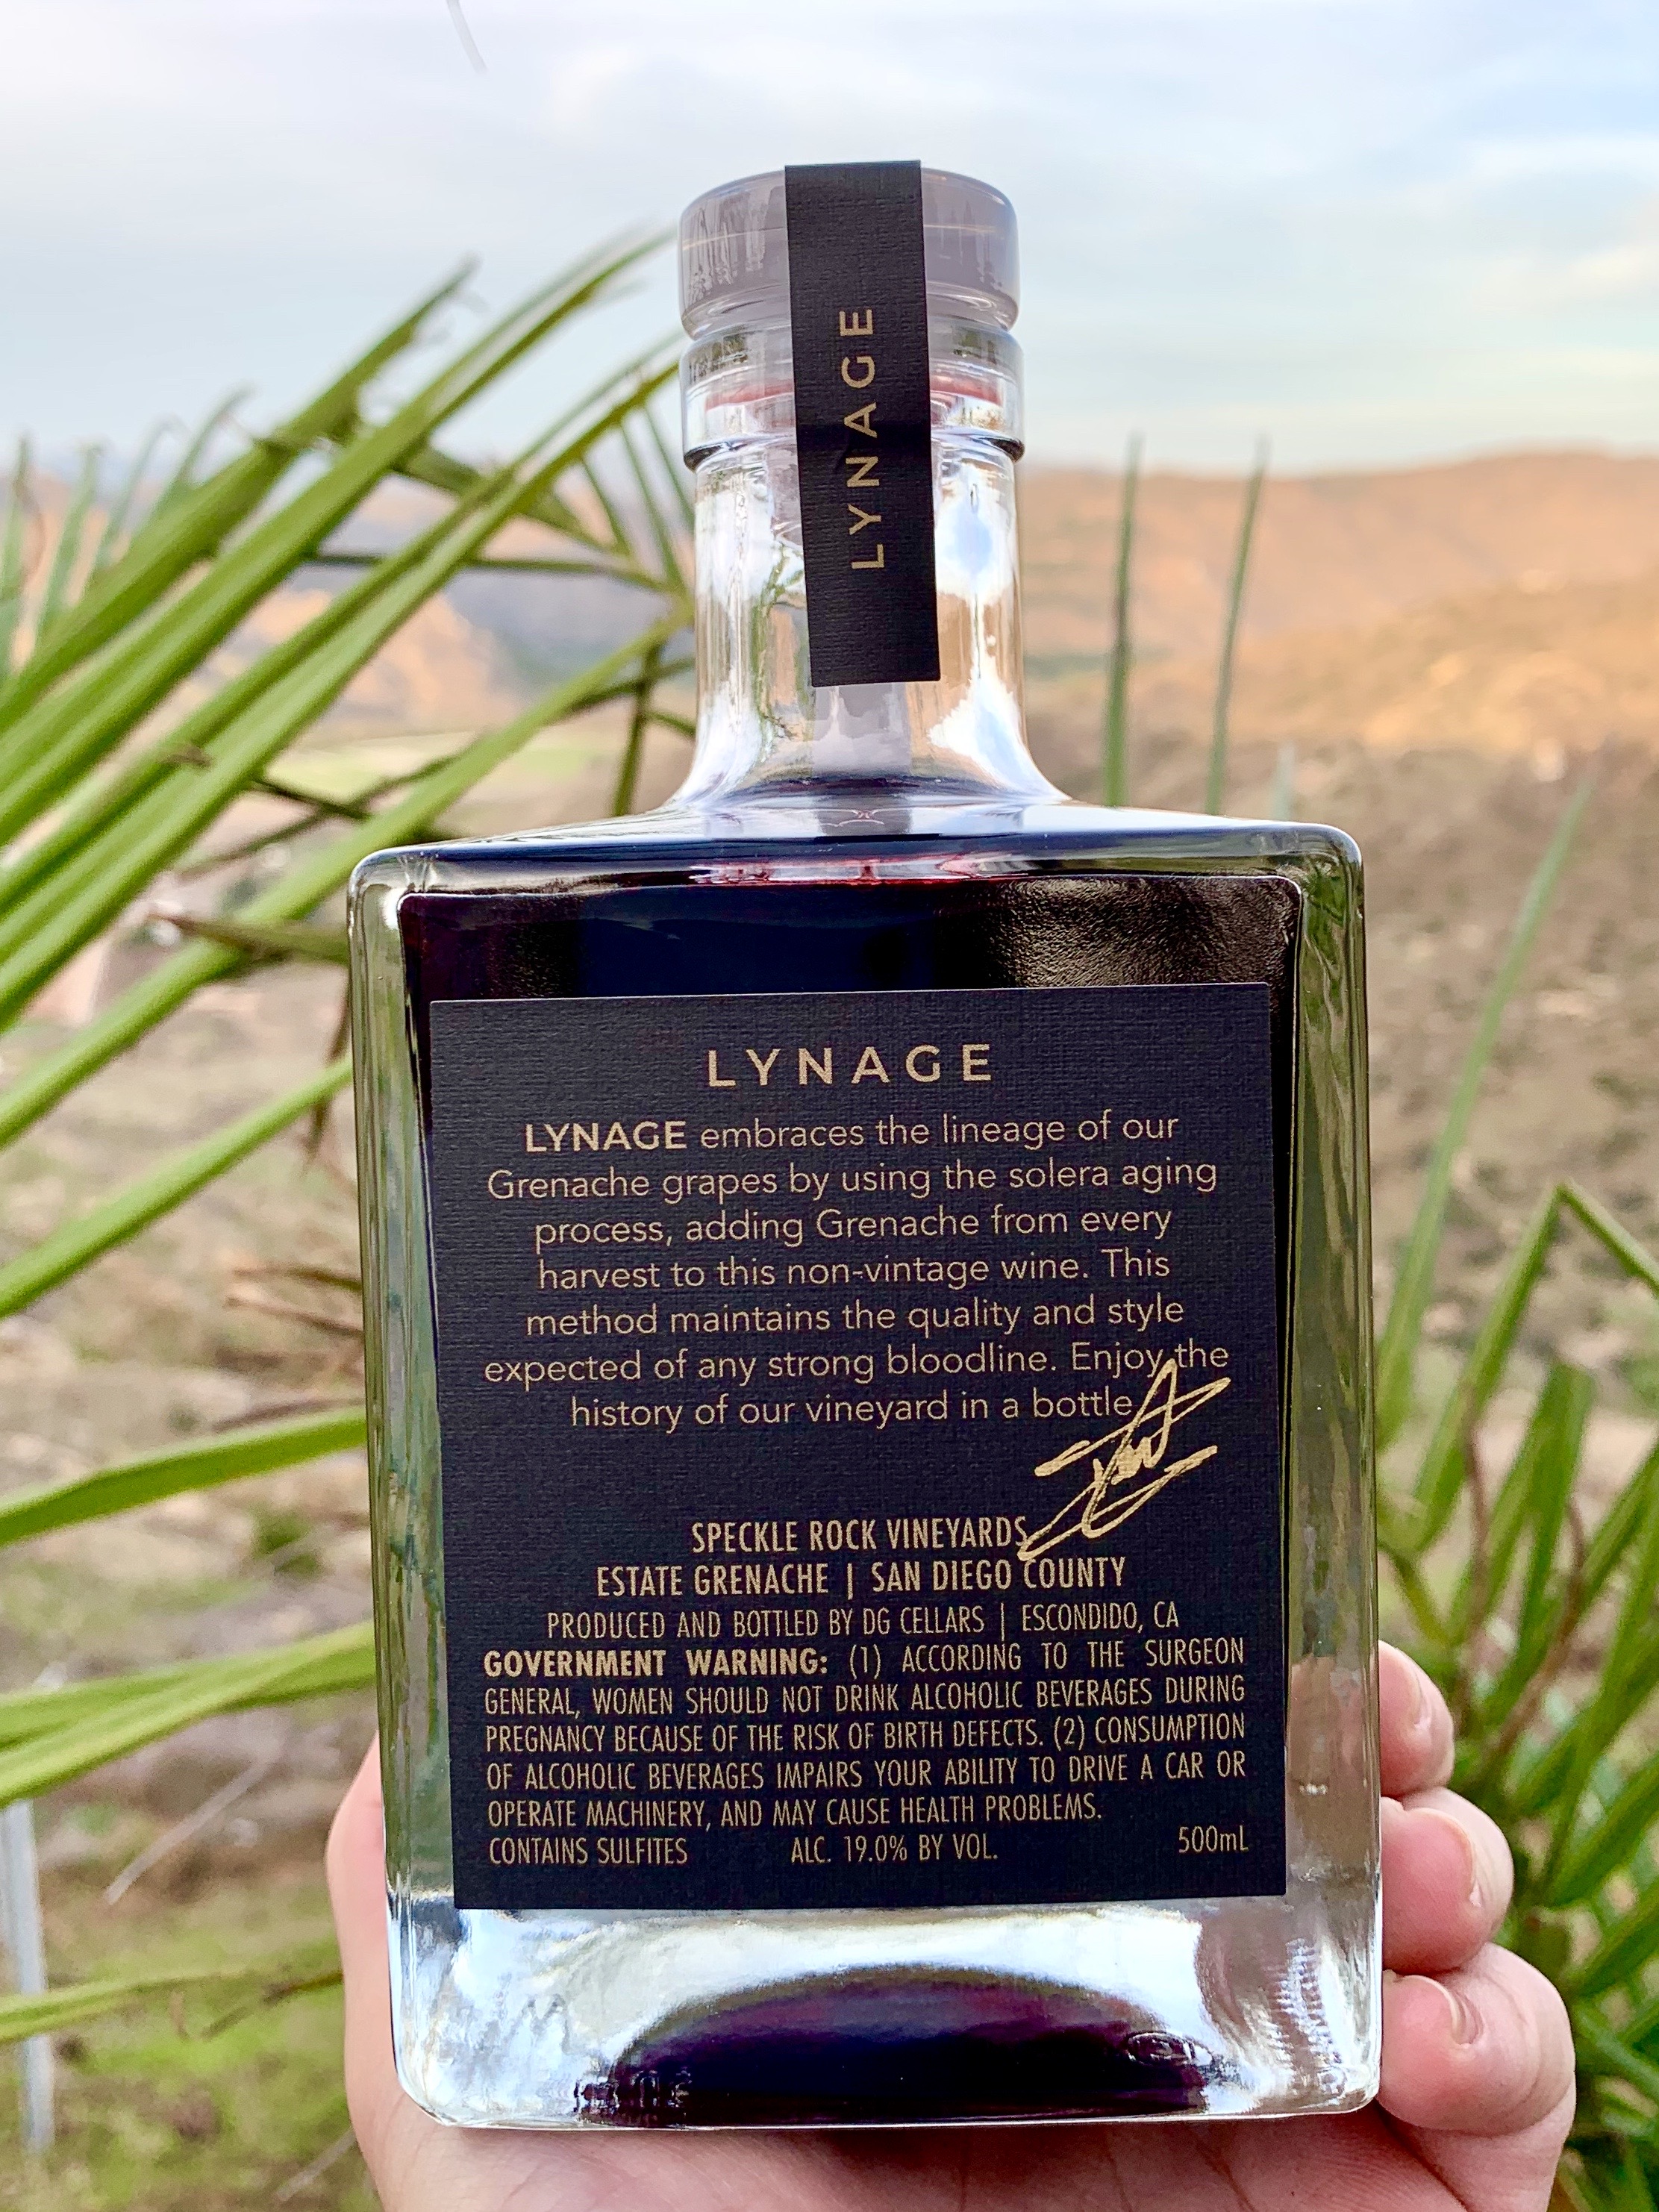 LYNAGE
LYNAGE
LYNAGE embraces the lineage of our
Grenache grapes by using the solera aging
process, adding Grenache from every
harvest to this non-vintage wine. This
method maintains the quality and style
expected of any strong bloodline. Enjoy the
history of our vineyard in a bottle.
SPECKLE ROCK VINEYARDS
ESTATE GRENACHE | SAN DIEGO COUNTY
PRODUCED AND BOTTLED BY DG CELLARS | ESCONDIDO, CA
GOVERNMENT WARNING: (1) ACCORDING TO THE SURGEON
GENERAL, WOMEN SHOULD NOT DRINK ALCOHOLIC BEVERAGES DURING
PREGNANCY BECAUSE OF THE RISK OF BIRTH DEFECTS. (2) CONSUMPTION
OF ALCOHOLIC BEVERAGES IMPAIRS YOUR ABILITY TO DRIVE A CAR OR
OPERATE MACHINERY, AND MAY CAUSE HEALTH PROBLEMS.
CONTAINS SULFITES ALC. 19.0% BY VOL. 500mL